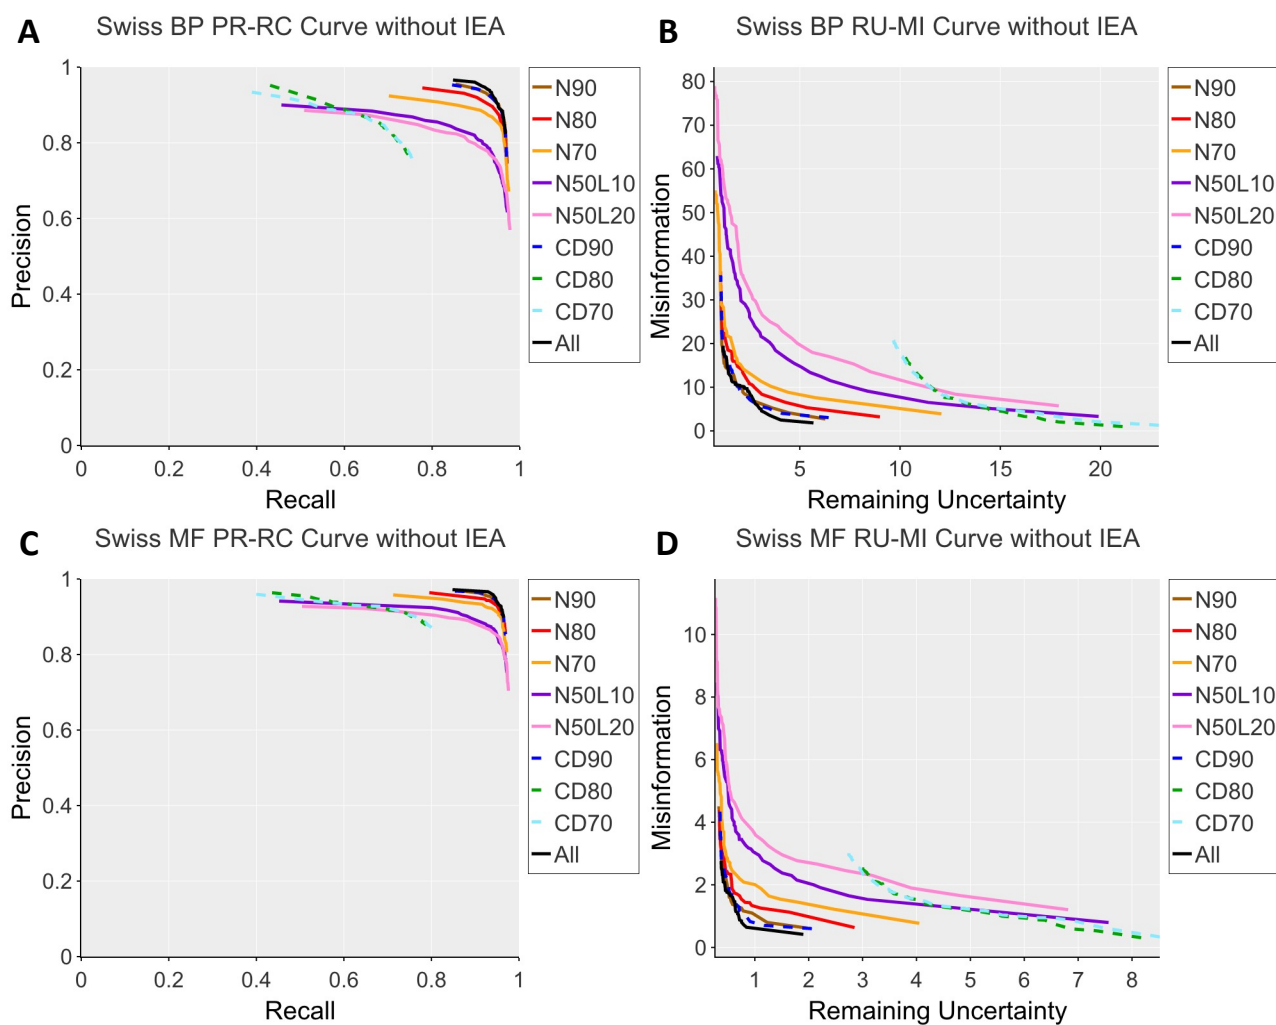 A
Swiss BP PR-RC Curve without IEA
1
0.8
0.6
0.4
0.2
0
0
0.2
0.4
0.6
0.8
1
Precision
Recall
N90
N80
N70
N50L10
N50L20
CD90
CD80
CD70
All
B
Swiss BP RU-MI Curve without IEA
80
70
60
50
40
30
20
10
0
5
10
15
20
Misinformation
Remaining Uncertainty
N90
N80
N70
N50L10
N50L20
CD90
CD80
CD70
All
C
Swiss MF PR-RC Curve without IEA
1
0.8
0.6
0.4
0.2
0
0
0.2
0.4
0.6
0.8
1
Precision
Recall
N90
N80
N70
N50L10
N50L20
CD90
CD80
CD70
All
D
Swiss MF RU-MI Curve without IEA
10
8
6
4
2
0
1
2
3
4
5
6
7
8
Misinformation
Remaining Uncertainty
N90
N80
N70
N50L10
N50L20
CD90
CD80
CD70
All